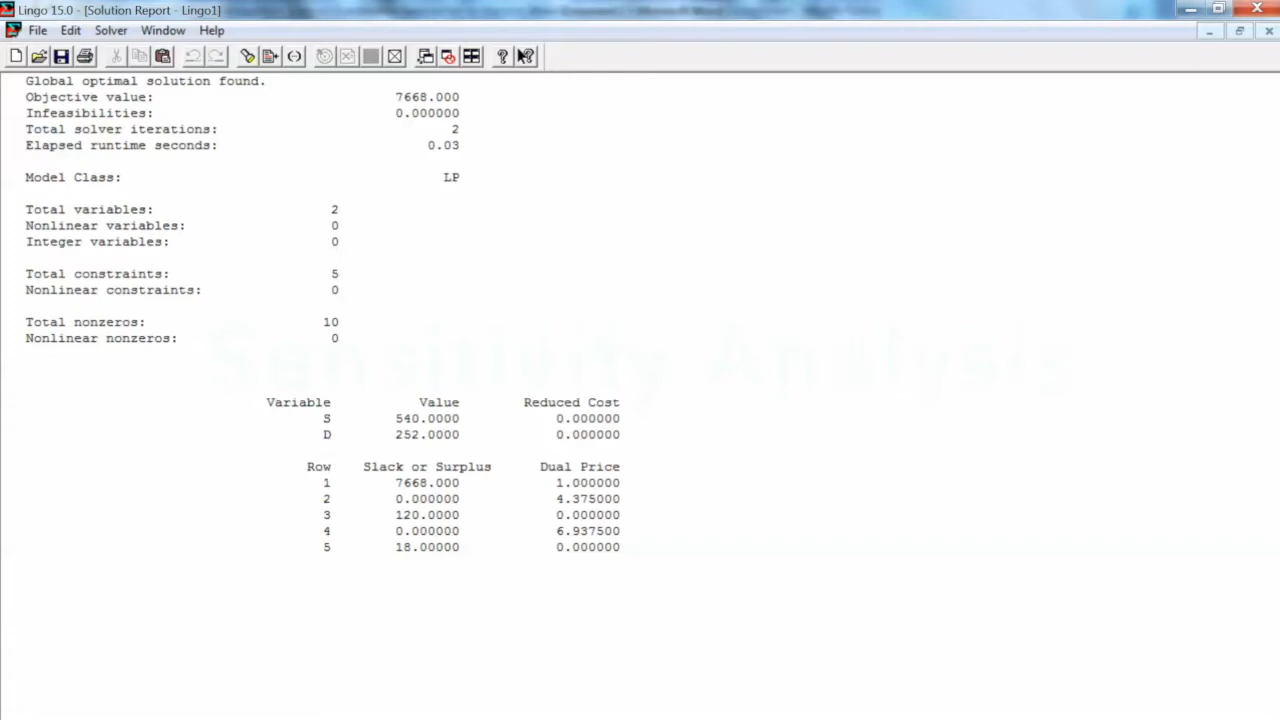 Lingo 15.0 - [Solution Report - Lingo1]
File Edit Solver Window Help
Global optimal solution found.
Objective value: 7668.000
Infeasibilities: 0.000000
Total solver iterations: 2
Elapsed runtime seconds: 0.03
Model Class: LP
Total variables: 2
Nonlinear variables: 0
Integer variables: 0
Total constraints: 5
Nonlinear constraints: 0
Total nonzeros: 10
Nonlinear nonzeros: 0
Sensitivity Analysis
Variable Value Reduced Cost
S 540.0000 0.000000
D 252.0000 0.000000
Row Slack or Surplus Dual Price
1 7668.000 1.000000
2 0.000000 4.375000
3 120.0000 0.000000
4 0.000000 6.937500
5 18.00000 0.000000